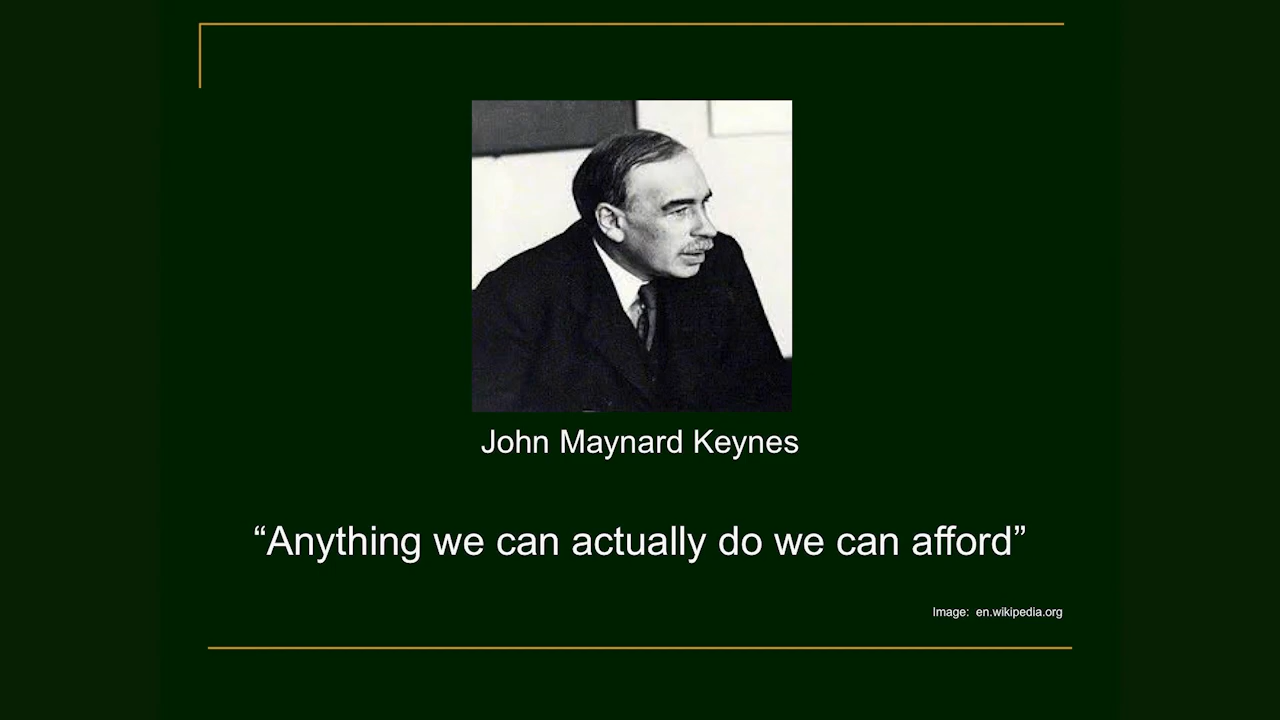 John Maynard Keynes
“Anything we can actually do we can afford”
Image:  en.wikipedia.org